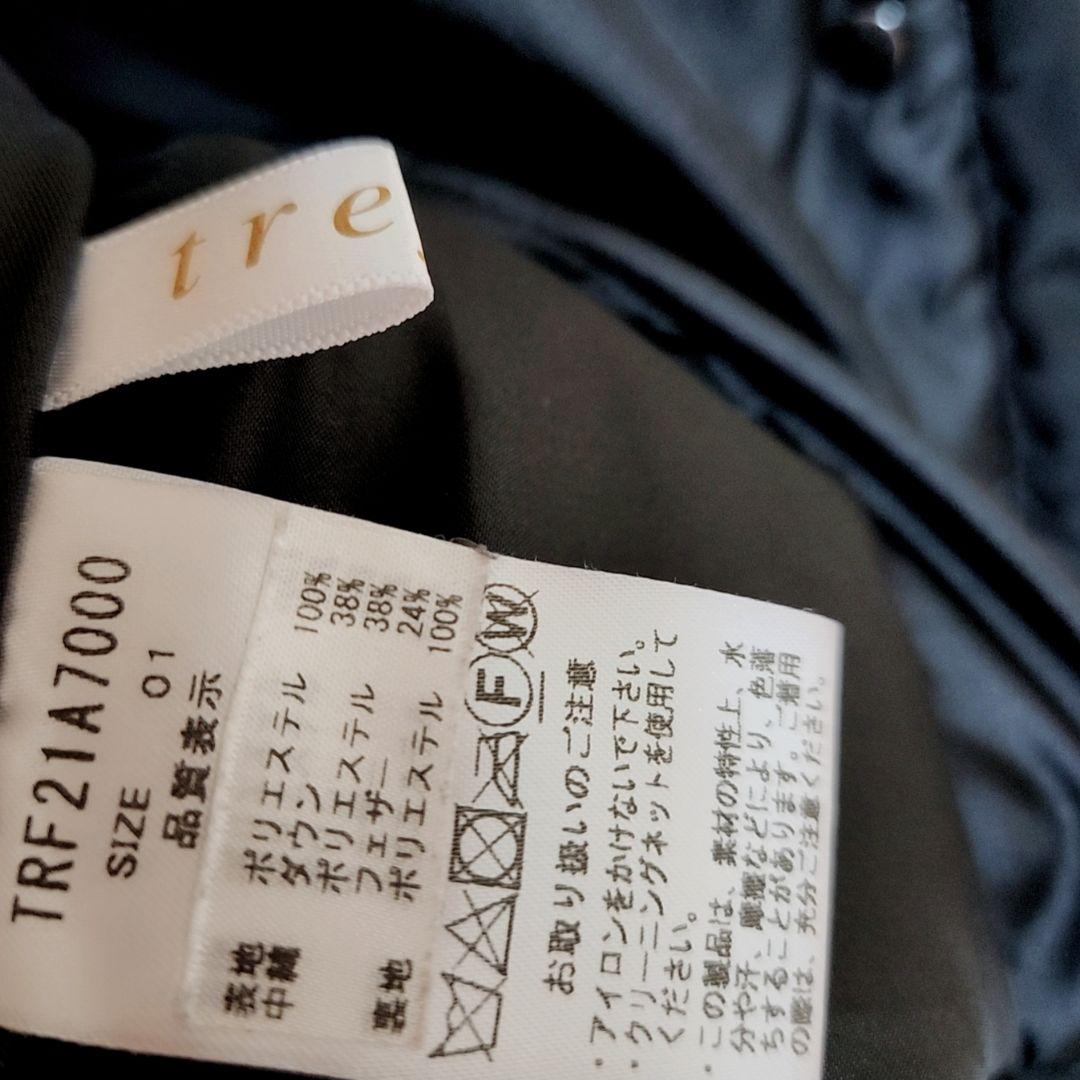 tre
TRF21A7000
SIZE 01
品質表示
表地 ポリエステル 100%
中綿 ダウン 38%
ポリエステル 38%
フェザー 24%
裏地 ポリエステル 100%
F W
お取り扱いのご注意
・アイロンをかけないで下さい。
・クリーニングネットを使用して
ください。
・この製品は、素材の特性上、水
分や汗、摩擦などにより、色落
ちすることがあります。ご着用
の際は、充分ご注意ください。